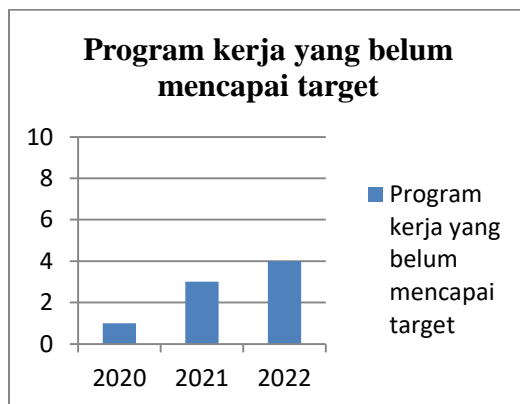 Program kerja yang belum
mencapai target
10
8
6
4
2
0
2020 2021 2022
Program
kerja yang
belum
mencapai
target